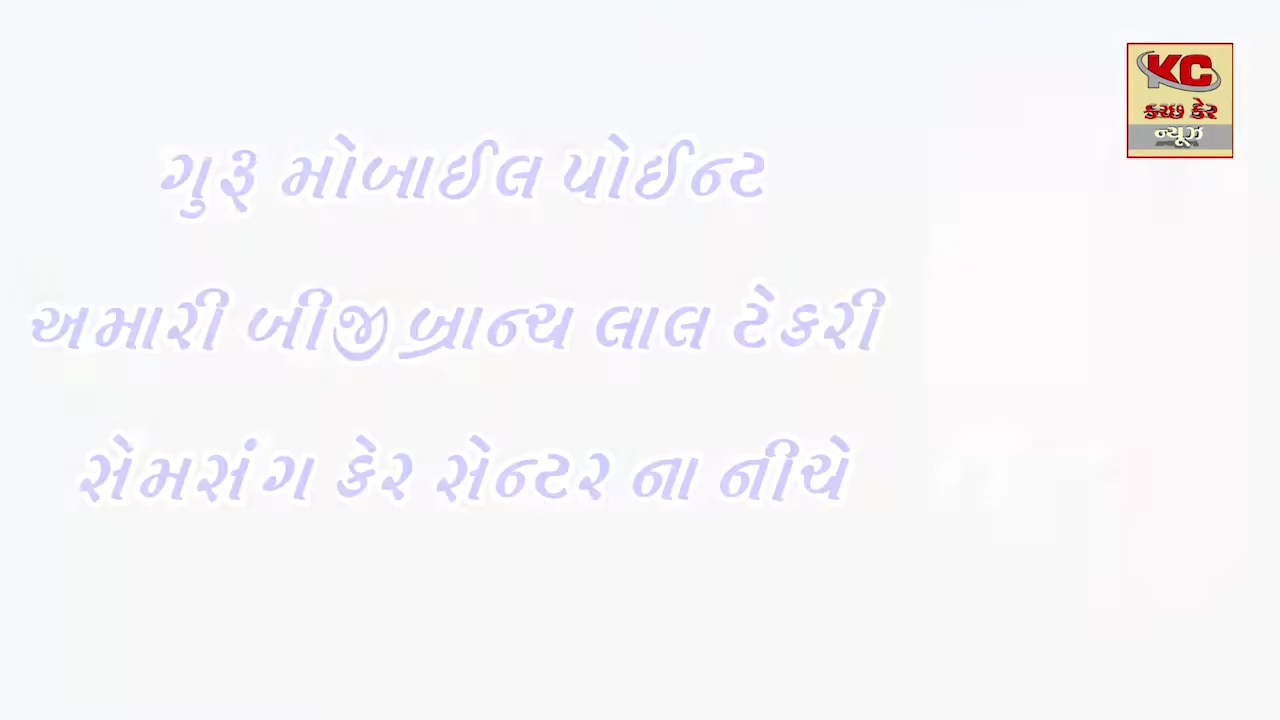 KC
કચ્છ કેર
ન્યૂઝ
ગુરૂ મોબાઈલ પોઈન્ટ
અમારી બીજી બ્રાન્ચ લાલ ટેકરી
સેમસંગ કેર સેન્ટર ના નીચે